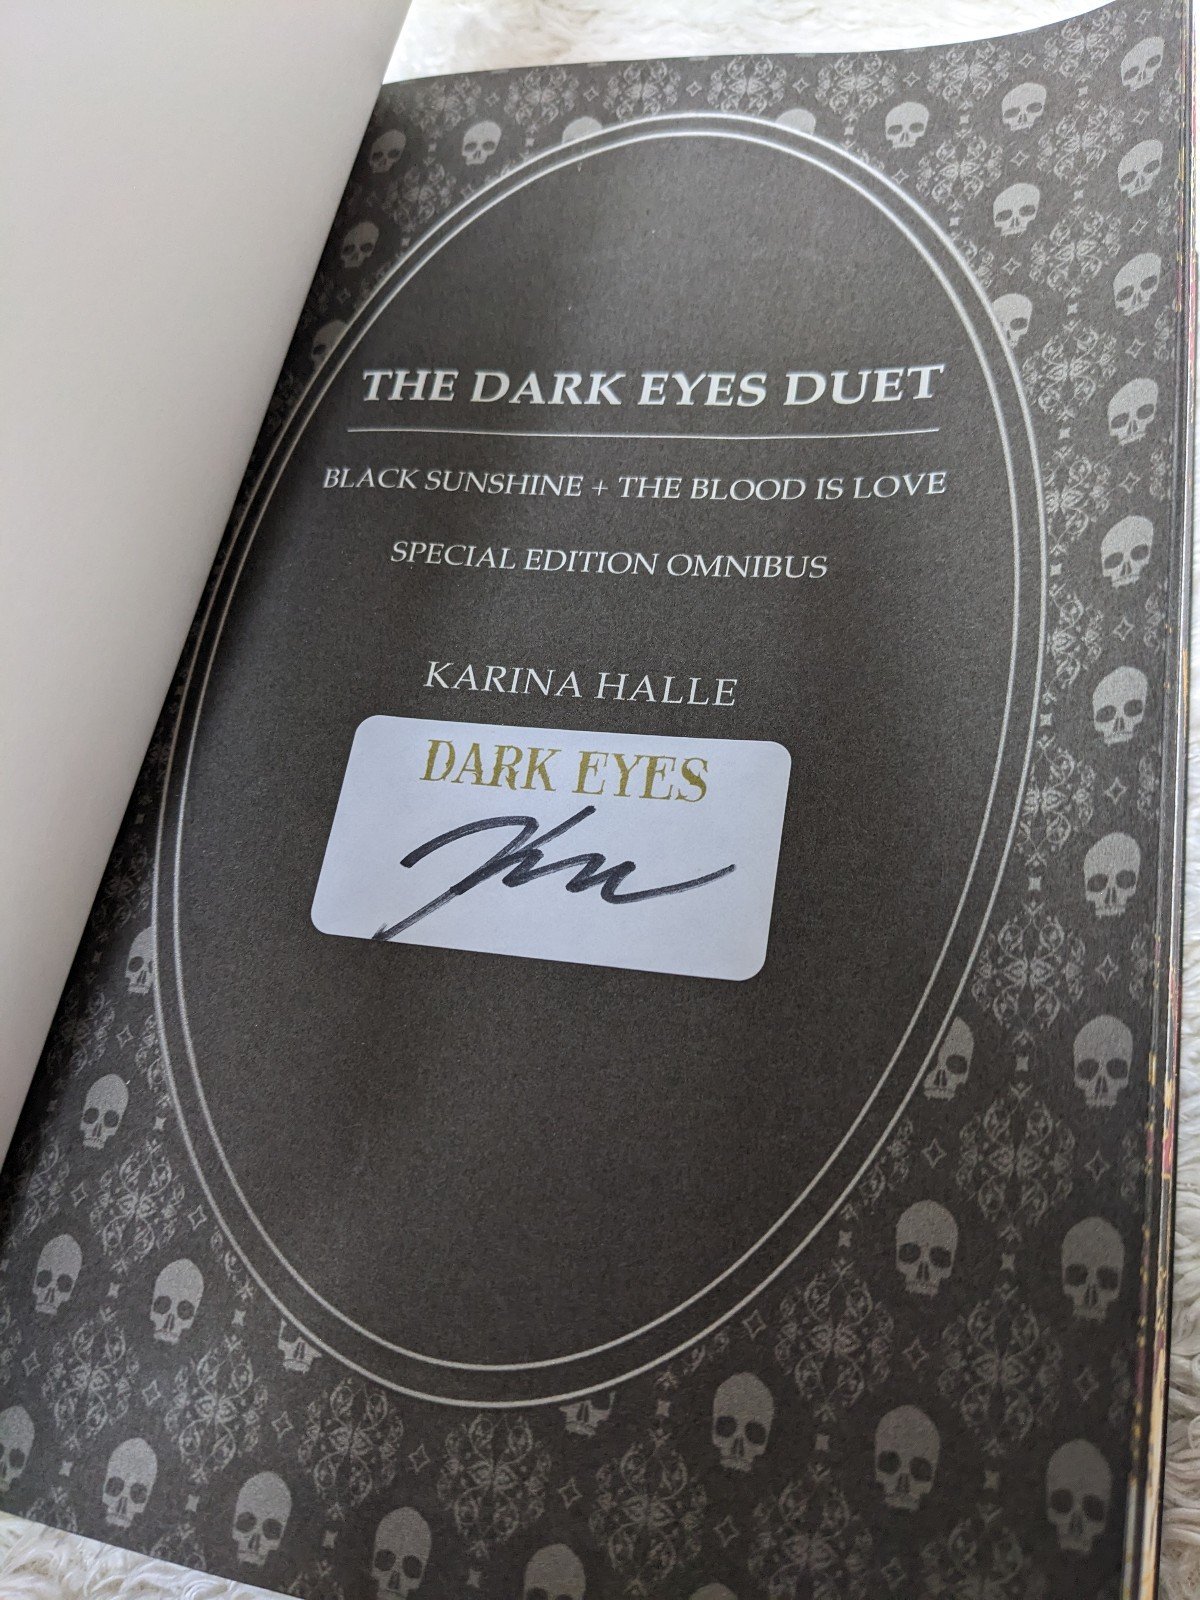 THE DARK EYES DUET
BLACK SUNSHINE + THE BLOOD IS LOVE
SPECIAL EDITION OMNIBUS
KARINA HALLE
DARK EYES